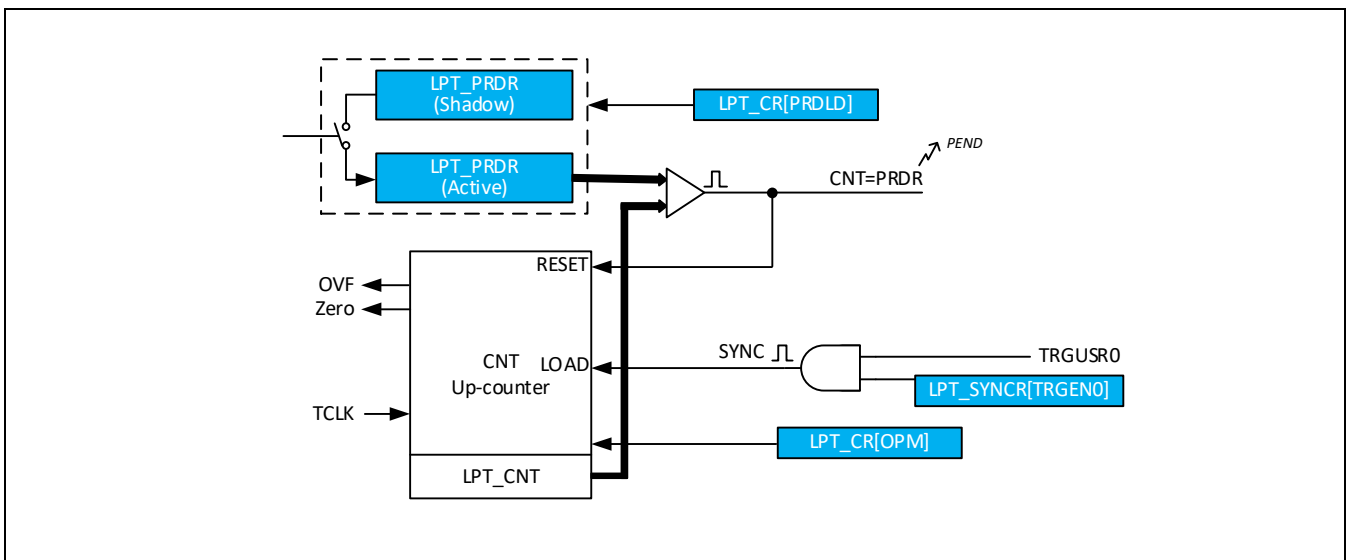 LPT_PRDR
(Shadow)
LPT_CR[PRDLD]
PEND
LPT_PRDR
(Active)
CNT=PRDR
RESET
OVF
Zero
SYNC
TRGUSR0
CNT
Up-counter
LOAD
LPT_SYNCR[TRGEN0]
TCLK
LPT_CR[OPM]
LPT_CNT